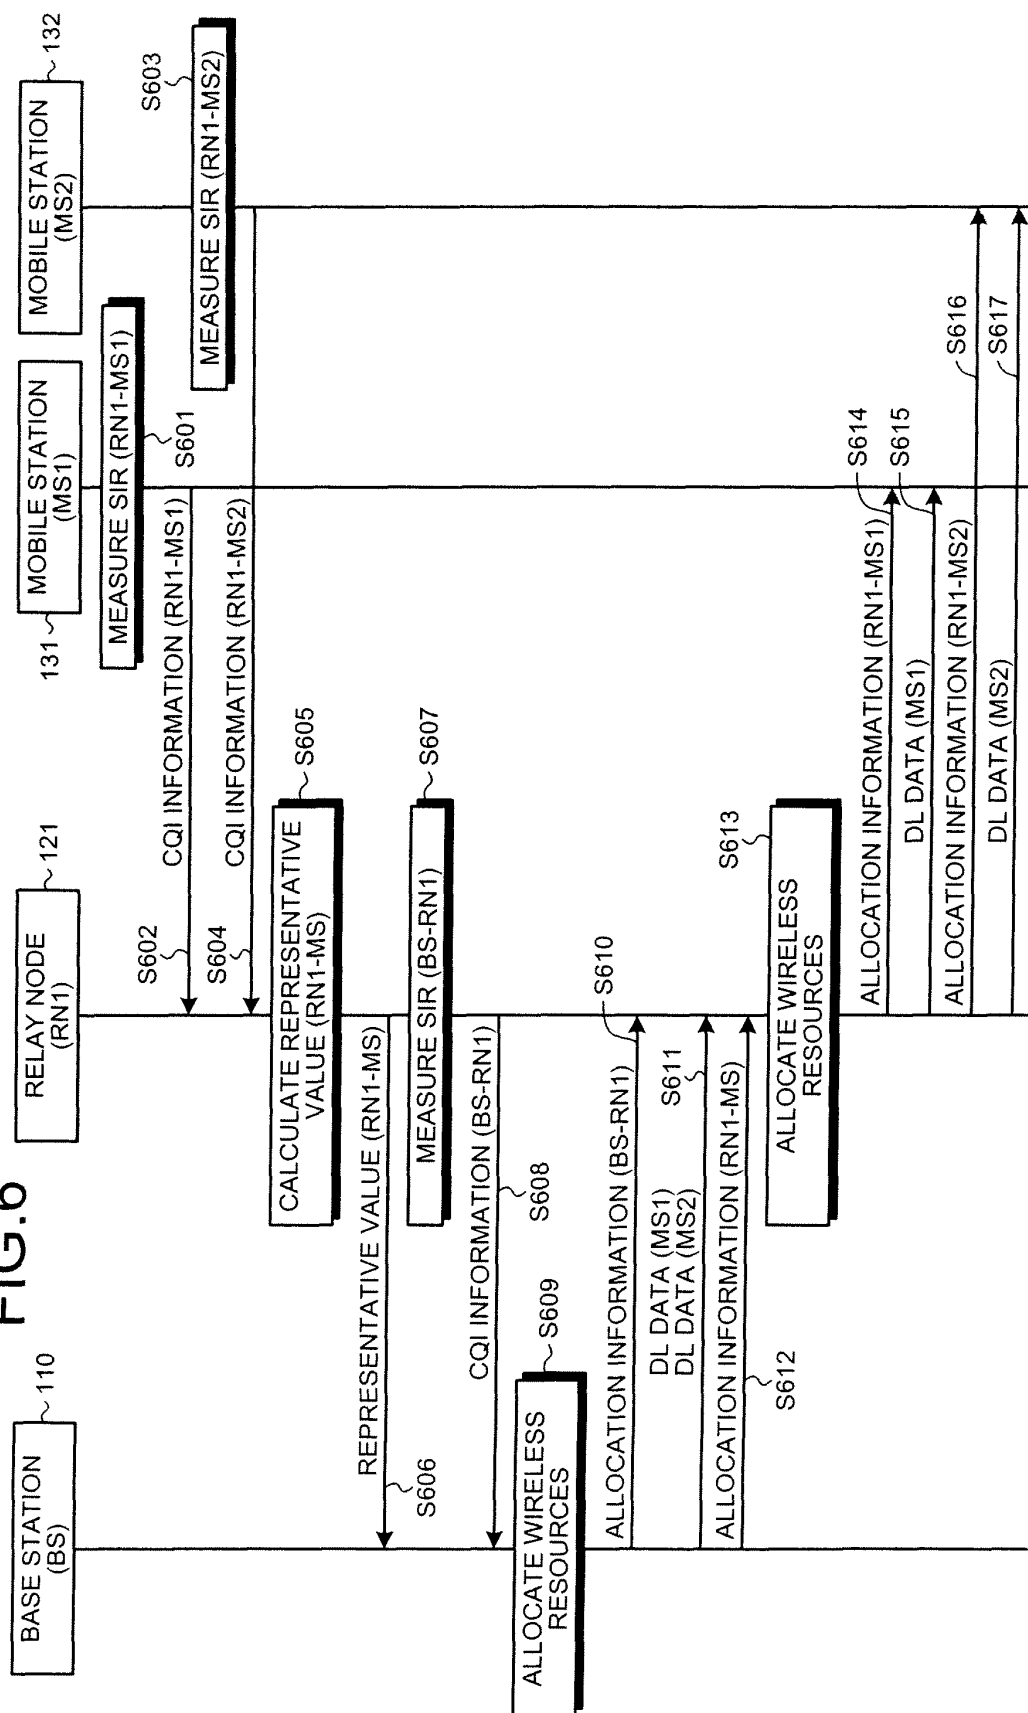 FIG.6
BASE STATION
(BS)
110
RELAY NODE
(RN1)
121
MOBILE STATION
(MS1)
131
MOBILE STATION
(MS2)
132
MEASURE SIR (RN1-MS1)
S601
CQI INFORMATION (RN1-MS1)
S602
MEASURE SIR (RN1-MS2)
S603
CQI INFORMATION (RN1-MS2)
S604
CALCULATE REPRESENTATIVE
VALUE (RN1-MS)
S605
REPRESENTATIVE VALUE (RN1-MS)
S606
MEASURE SIR (BS-RN1)
S607
CQI INFORMATION (BS-RN1)
S608
ALLOCATE WIRELESS
RESOURCES
S609
ALLOCATION INFORMATION (BS-RN1)
S610
DL DATA (MS1)
DL DATA (MS2)
S611
ALLOCATION INFORMATION (RN1-MS)
S612
ALLOCATE WIRELESS
RESOURCES
S613
ALLOCATION INFORMATION (RN1-MS1)
S614
DL DATA (MS1)
S615
ALLOCATION INFORMATION (RN1-MS2)
S616
DL DATA (MS2)
S617